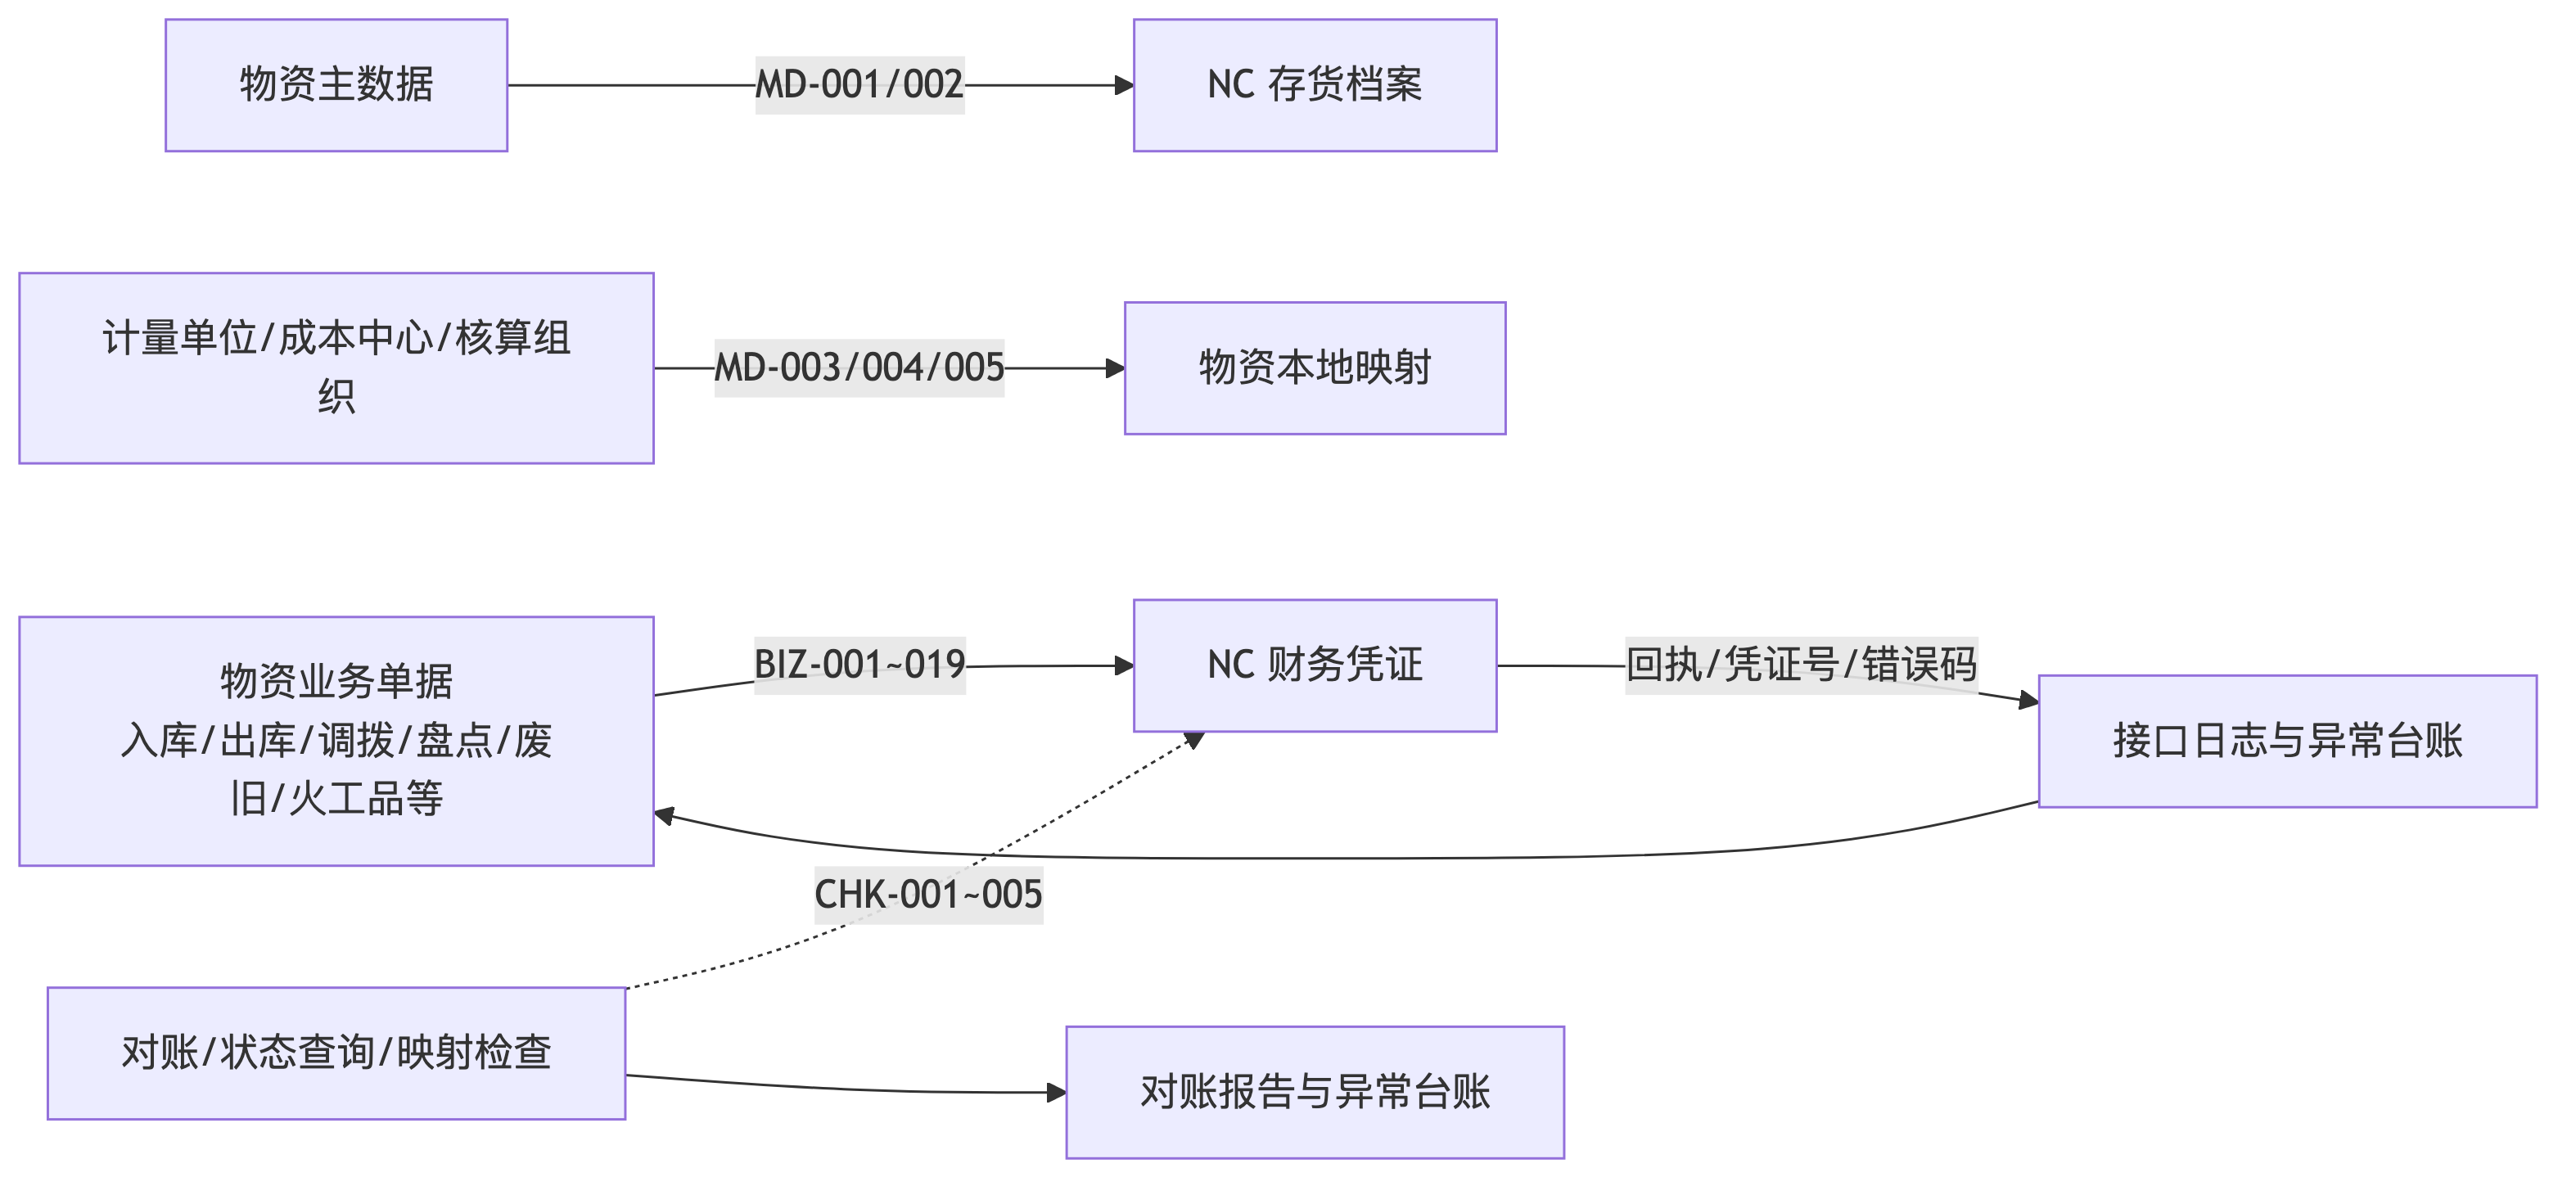 物资主数据
MD-001/002
NC 存货档案
计量单位/成本中心/核算组
织
MD-003/004/005
物资本地映射
物资业务单据
入库/出库/调拨/盘点/废
旧/火工品等
BIZ-001~019
NC 财务凭证
回执/凭证号/错误码
接口日志与异常台账
CHK-001~005
对账/状态查询/映射检查
对账报告与异常台账